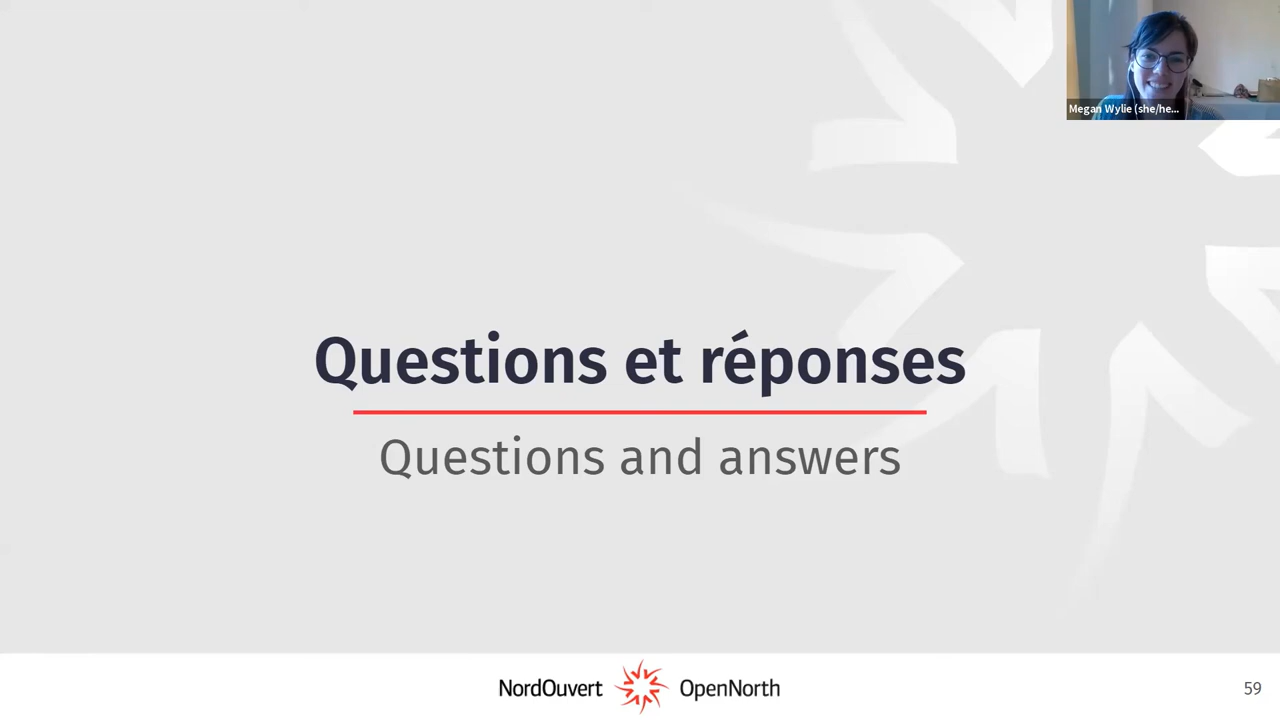 Megan Wylie (she/he...
Questions et réponses
Questions and answers
NordOuvert OpenNorth
59